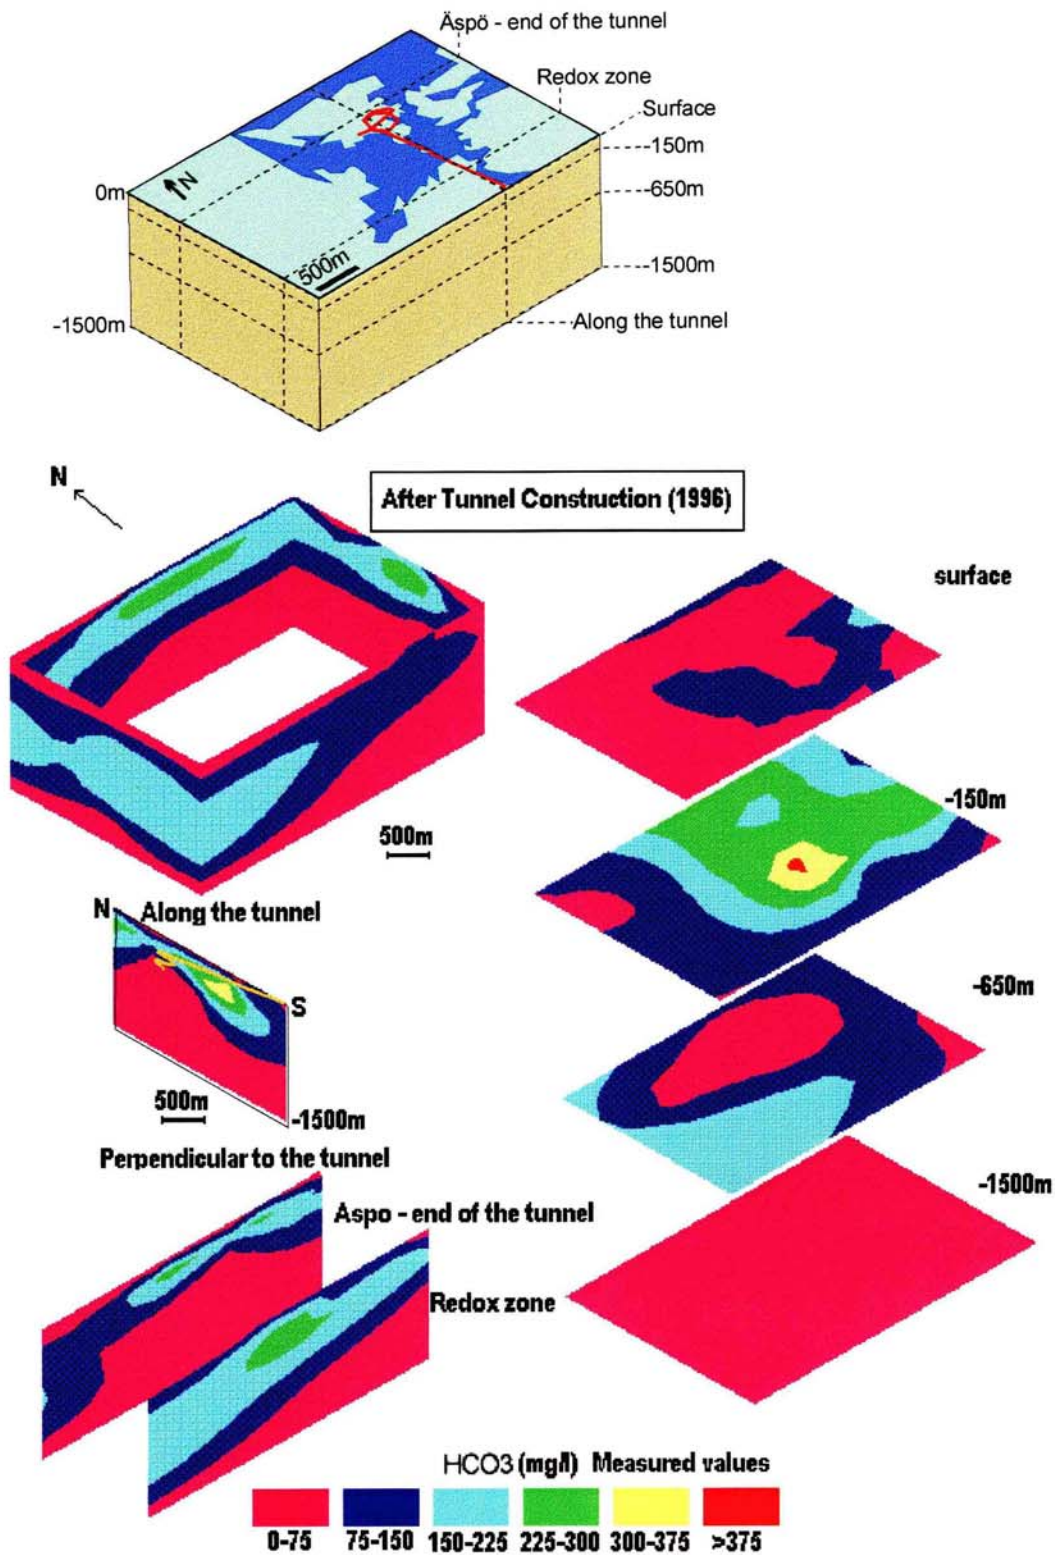 Äspö - end of the tunnel
Redox zone
Surface
-150m
0m
N
-650m
500m
-1500m
-1500m
Along the tunnel
N
After Tunnel Construction (1996)
surface
-150m
500m
N
Along the tunnel
-650m
S
500m
-1500m
Perpendicular to the tunnel
-1500m
Aspo - end of the tunnel
Redox zone
HCO3 (mg/l) Measured values
0-75 75-150 150-225 225-300 300-375 >375